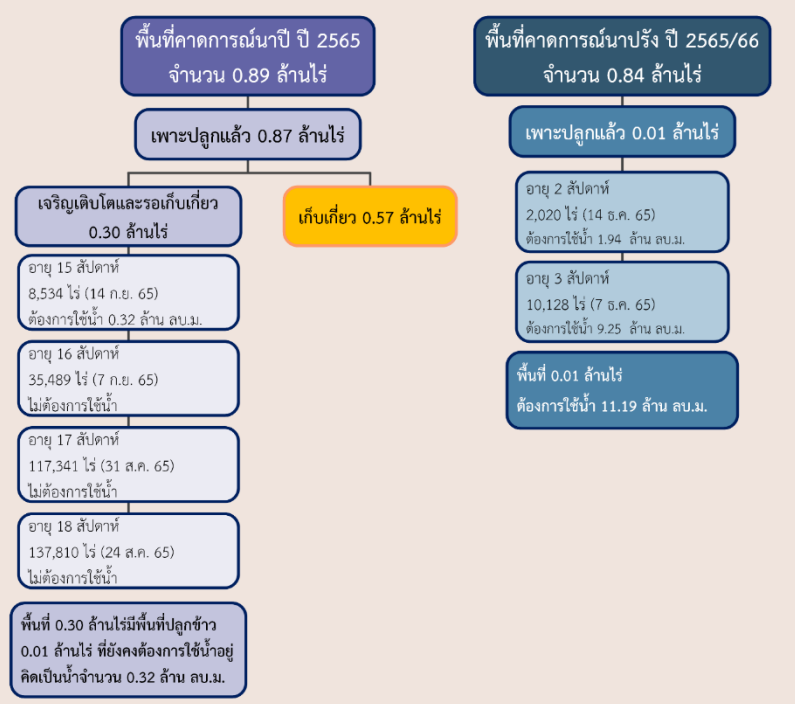 พื้นที่คาดการณ์นาปี ปี 2565
จำนวน 0.89 ล้านไร่
เพาะปลูกแล้ว 0.87 ล้านไร่
เจริญเติบโตและรอเก็บเกี่ยว
0.30 ล้านไร่
เก็บเกี่ยว 0.57 ล้านไร่
อายุ 15 สัปดาห์
8,534 ไร่ (14 ก.ย. 65)
ต้องการใช้น้ำ 0.32 ล้าน ลบ.ม.
อายุ 16 สัปดาห์
35,489 ไร่ (7 ก.ย. 65)
ไม่ต้องการใช้น้ำ
อายุ 17 สัปดาห์
117,341 ไร่ (31 ส.ค. 65)
ไม่ต้องการใช้น้ำ
อายุ 18 สัปดาห์
137,810 ไร่ (24 ส.ค. 65)
ไม่ต้องการใช้น้ำ
พื้นที่ 0.30 ล้านไร่มีพื้นที่ปลูกข้าว
0.01 ล้านไร่ ที่ยังคงต้องการใช้น้ำอยู่
คิดเป็นน้ำจำนวน 0.32 ล้าน ลบ.ม.
พื้นที่คาดการณ์นาปรัง ปี 2565/66
จำนวน 0.84 ล้านไร่
เพาะปลูกแล้ว 0.01 ล้านไร่
อายุ 2 สัปดาห์
2,020 ไร่ (14 ธ.ค. 65)
ต้องการใช้น้ำ 1.94 ล้าน ลบ.ม.
อายุ 3 สัปดาห์
10,128 ไร่ (7 ธ.ค. 65)
ต้องการใช้น้ำ 9.25 ล้าน ลบ.ม.
พื้นที่ 0.01 ล้านไร่
ต้องการใช้น้ำ 11.19 ล้าน ลบ.ม.